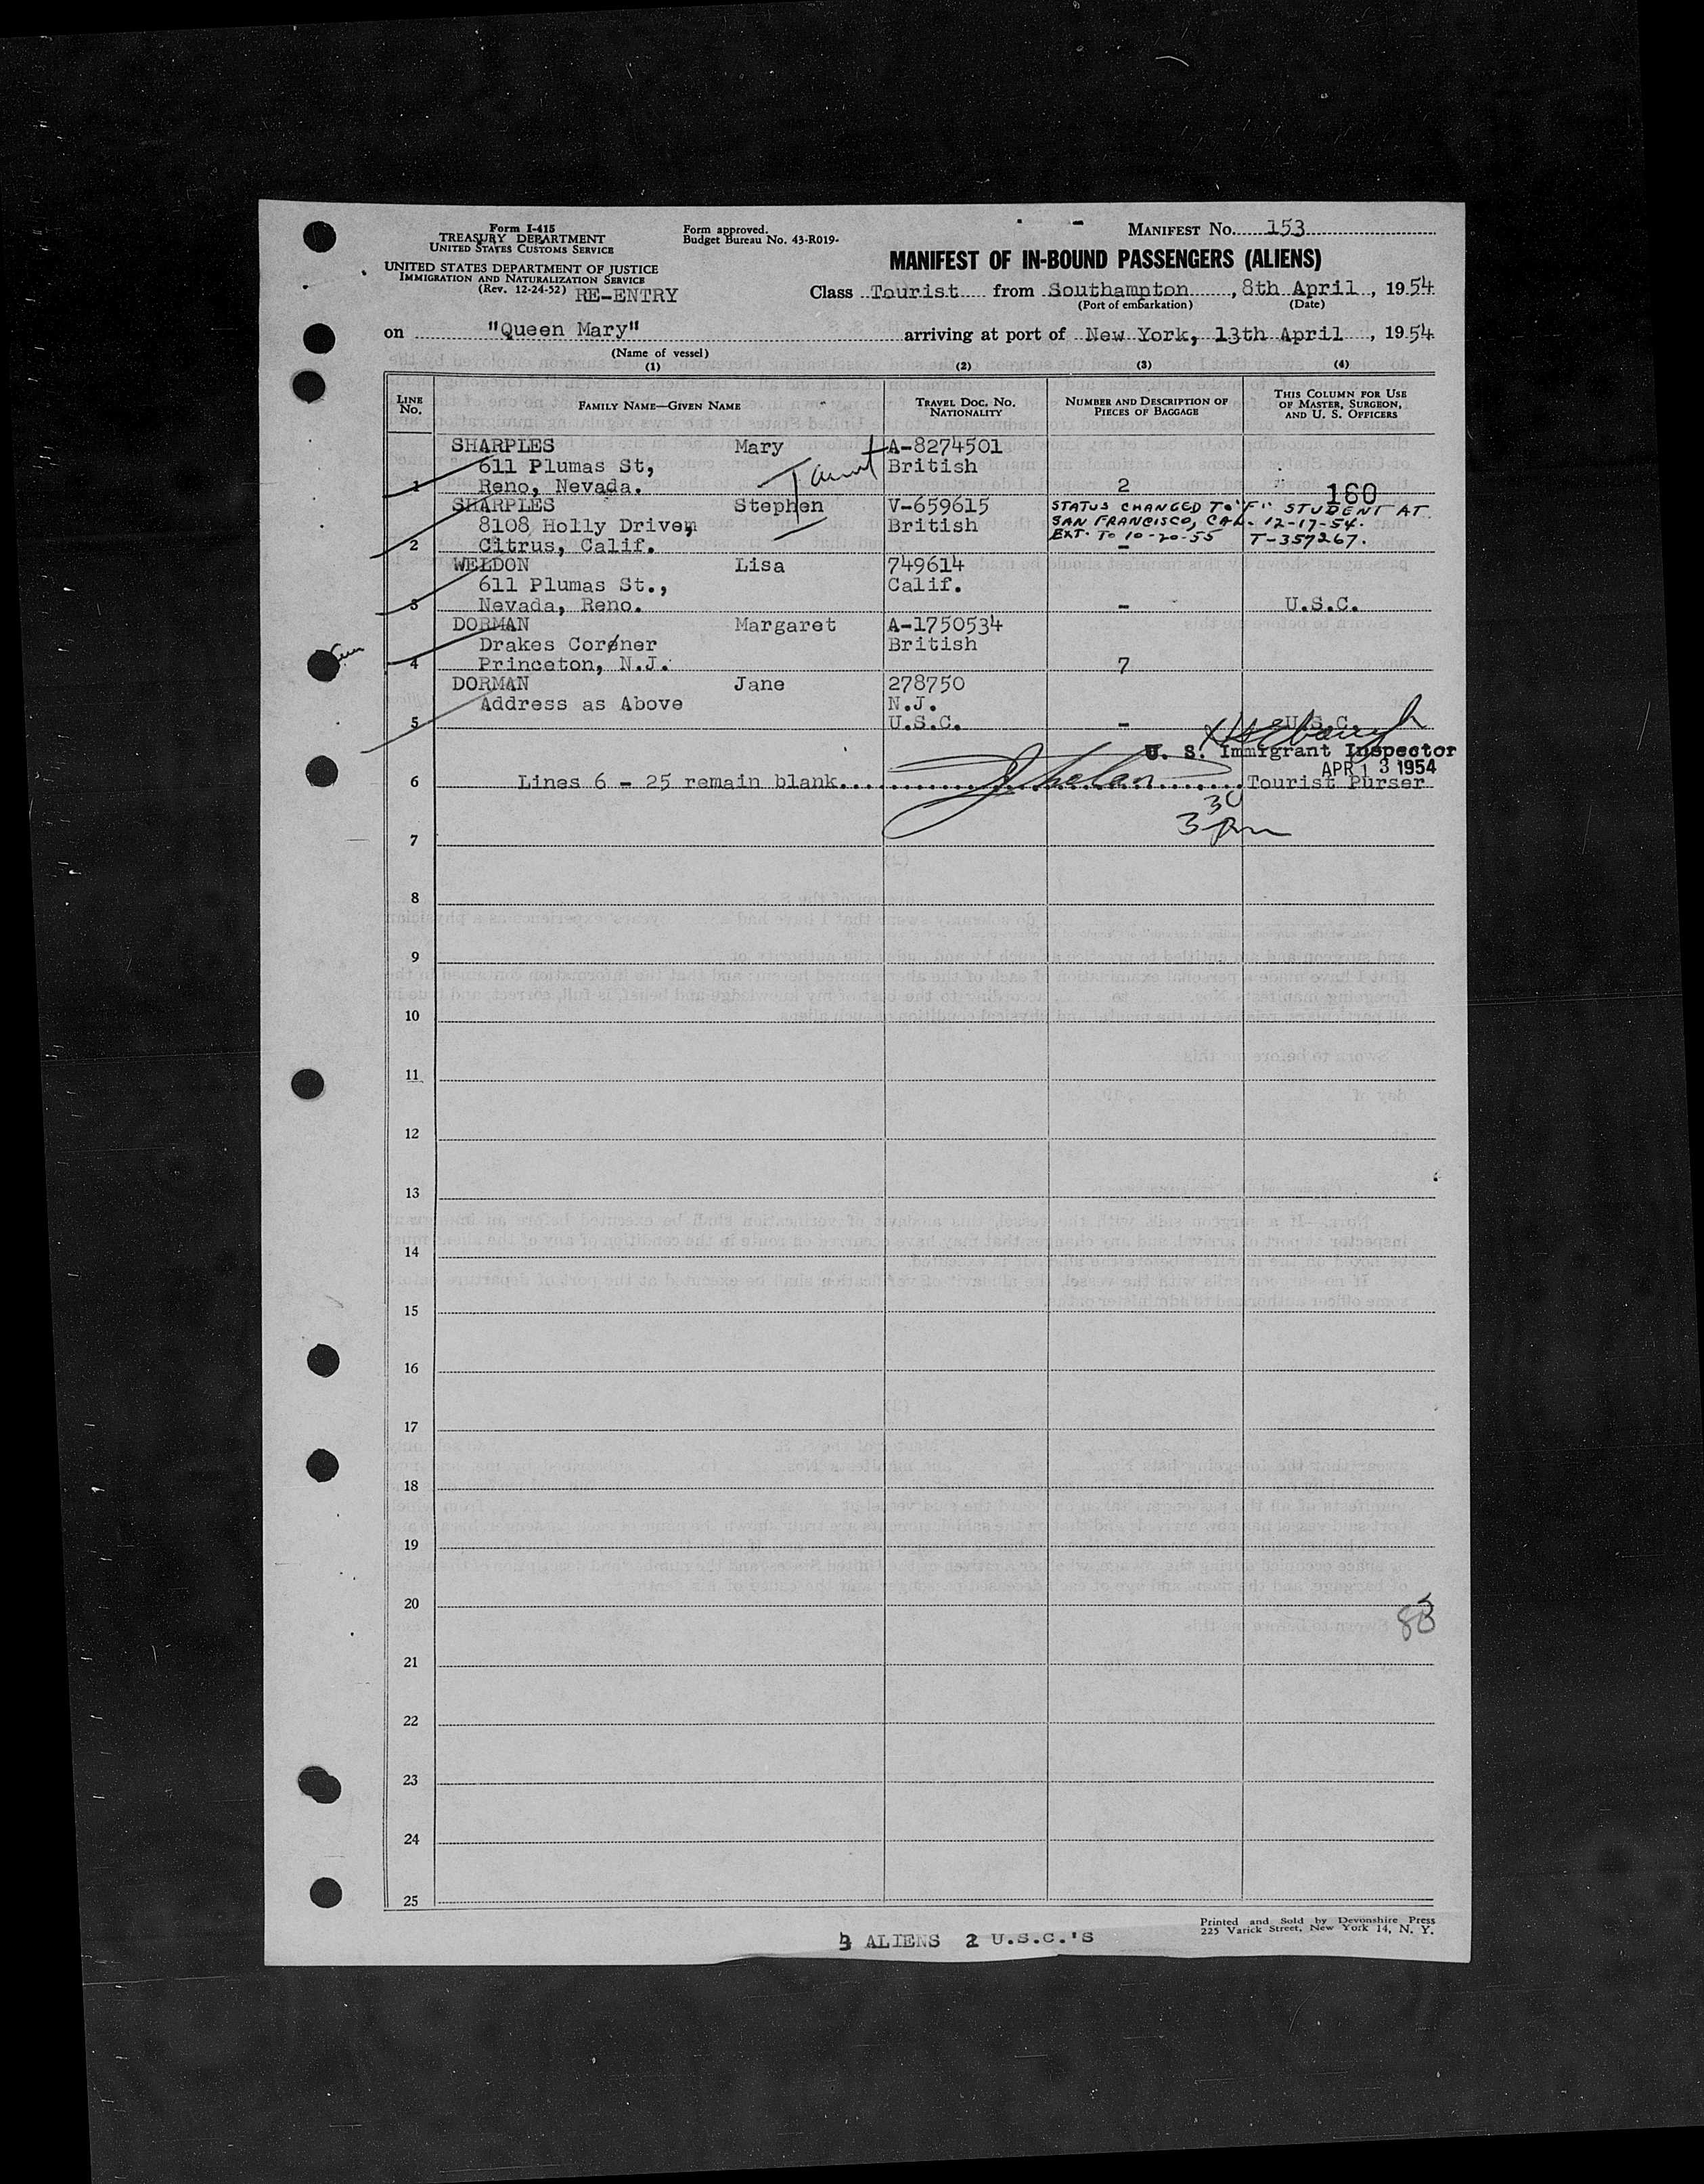 Form I-415
TREASURY DEPARTMENT
UNITED STATES CUSTOMS SERVICE
Form approved.
Budget Bureau No. 43-R019-
MANIFEST No. 153
UNITED STATES DEPARTMENT OF JUSTICE
IMMIGRATION AND NATURALIZATION SERVICE
(Rev. 12-24-52) RE-ENTRY
MANIFEST OF IN-BOUND PASSENGERS (ALIENS)
Class Tourist from Southampton, 8th April, 1954
(Port of embarkation) (Date)
on "Queen Mary" arriving at port of New York, 13th April, 1954
(Name of vessel)
(1) (2) (3) (4)
LINE No. FAMILY NAME—GIVEN NAME TRAVEL DOC. NO. NATIONALITY NUMBER AND DESCRIPTION OF PIECES OF BAGGAGE THIS COLUMN FOR USE OF MASTER, SURGEON, AND U. S. OFFICERS
SHARPLES Mary A-8274501
611 Plumas St, British
1 Reno, Nevada. 2 160
SHARPLES Stephen V-659615 STATUS CHANGED TO "F" STUDENT AT
8108 Holly Drivem British SAN FRANCISCO, CAL. 12-17-54.
2 Citrus, Calif. EXT. TO 10-20-55 T-357267.
-
WELDON Lisa 749614
611 Plumas St., Calif.
3 Nevada, Reno. - U.S.C.
DORMAN Margaret A-1750534
Drakes Corøner British
4 Princeton, N.J. 7
DORMAN Jane 278750
Address as Above N.J.
5 U.S.C. - U.S.C.
U. S. Immigrant Inspector
APR 13 1954
6 Lines 6 - 25 remain blank. Tourist Purser
3 30 pm
7
8
9
10
11
12
13
14
15
16
17
18
19
20
83
21
22
23
24
25
Printed and Sold by Devonshire Press
225 Varick Street, New York 14, N. Y.
3 ALIENS 2 U.S.C.'S